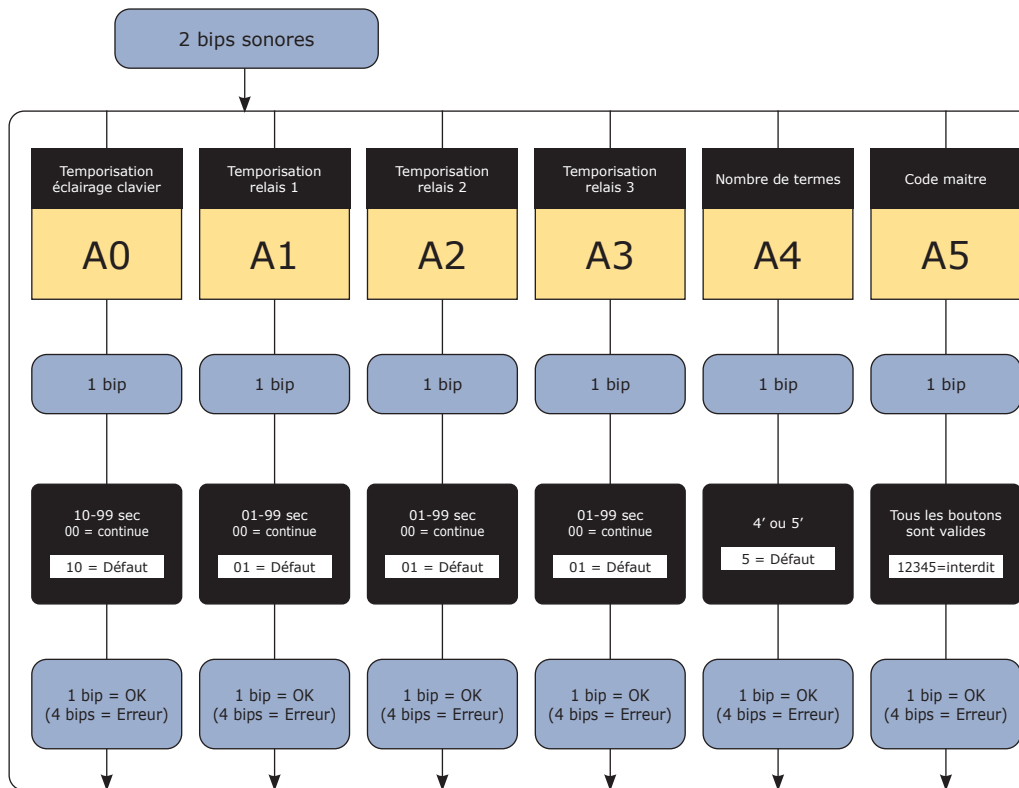 2 bips sonores
Temporisation
éclairage clavier
A0
1 bip
10-99 sec
00 = continue
10 = Défaut
1 bip = OK
(4 bips = Erreur)
Temporisation
relais 1
A1
1 bip
01-99 sec
00 = continue
01 = Défaut
1 bip = OK
(4 bips = Erreur)
Temporisation
relais 2
A2
1 bip
01-99 sec
00 = continue
01 = Défaut
1 bip = OK
(4 bips = Erreur)
Temporisation
relais 3
A3
1 bip
01-99 sec
00 = continue
01 = Défaut
1 bip = OK
(4 bips = Erreur)
Nombre de termes
A4
1 bip
4’ ou 5’
5 = Défaut
1 bip = OK
(4 bips = Erreur)
Code maitre
A5
1 bip
Tous les boutons
sont valides
12345=interdit
1 bip = OK
(4 bips = Erreur)